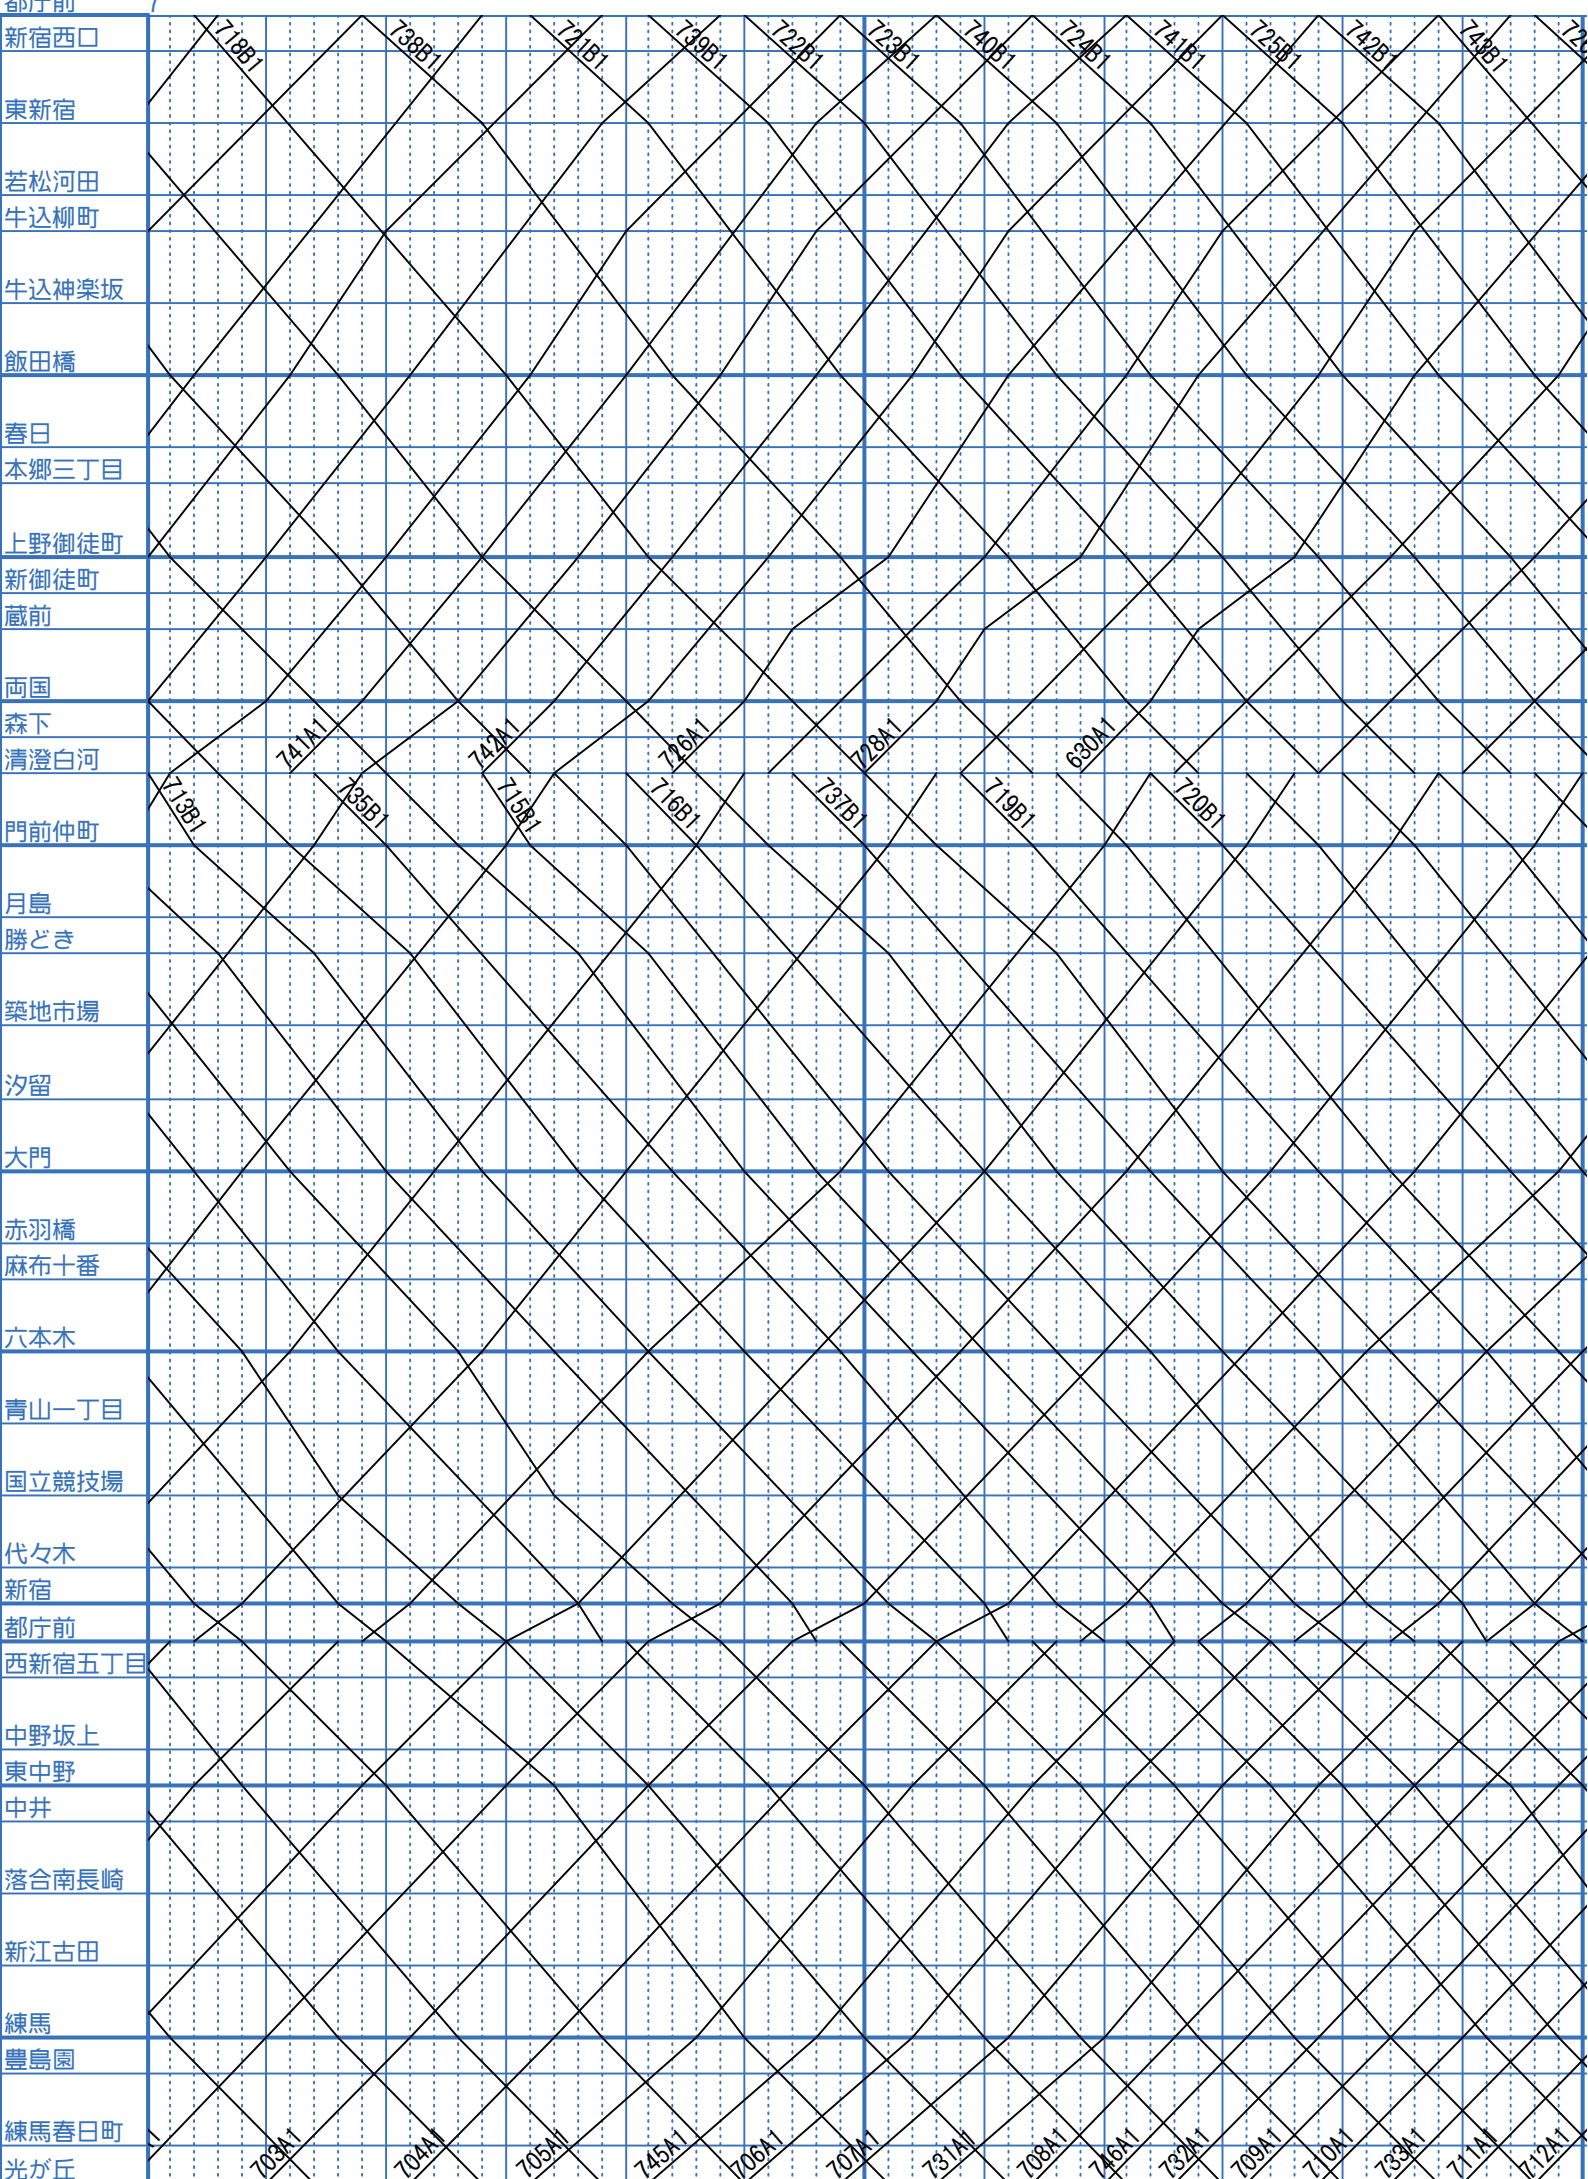 都庁前 7
新宿西口 718B1 738B1 721B1 739B1 722B1 723B1 740B1 724B1 741B1 725B1 742B1 743B1
東新宿
若松河田
牛込柳町
牛込神楽坂
飯田橋
春日
本郷三丁目
上野御徒町
新御徒町
蔵前
両国
森下
清澄白河 741A1 742A1 726A1 728A1 630A1
門前仲町 713B1 735B1 715B1 716B1 737B1 719B1 720B1
月島
勝どき
築地市場
汐留
大門
赤羽橋
麻布十番
六本木
青山一丁目
国立競技場
代々木
新宿
都庁前
西新宿五丁目
中野坂上
東中野
中井
落合南長崎
新江古田
練馬
豊島園
練馬春日町
光が丘 703A1 704A1 705A1 745A1 706A1 707A1 731A1 708A1 746A1 732A1 709A1 710A1 733A1 711A1 712A1